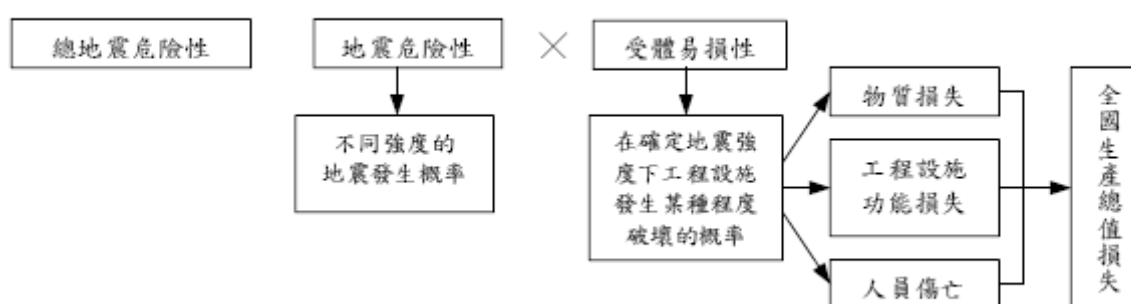 總地震危險性
地震危險性
×
受體易損性
不同強度的
地震發生概率
在確定地震強
度下工程設施
發生某種程度
破壞的概率
物質損失
工程設施
功能損失
人員傷亡
全國生產總值損失